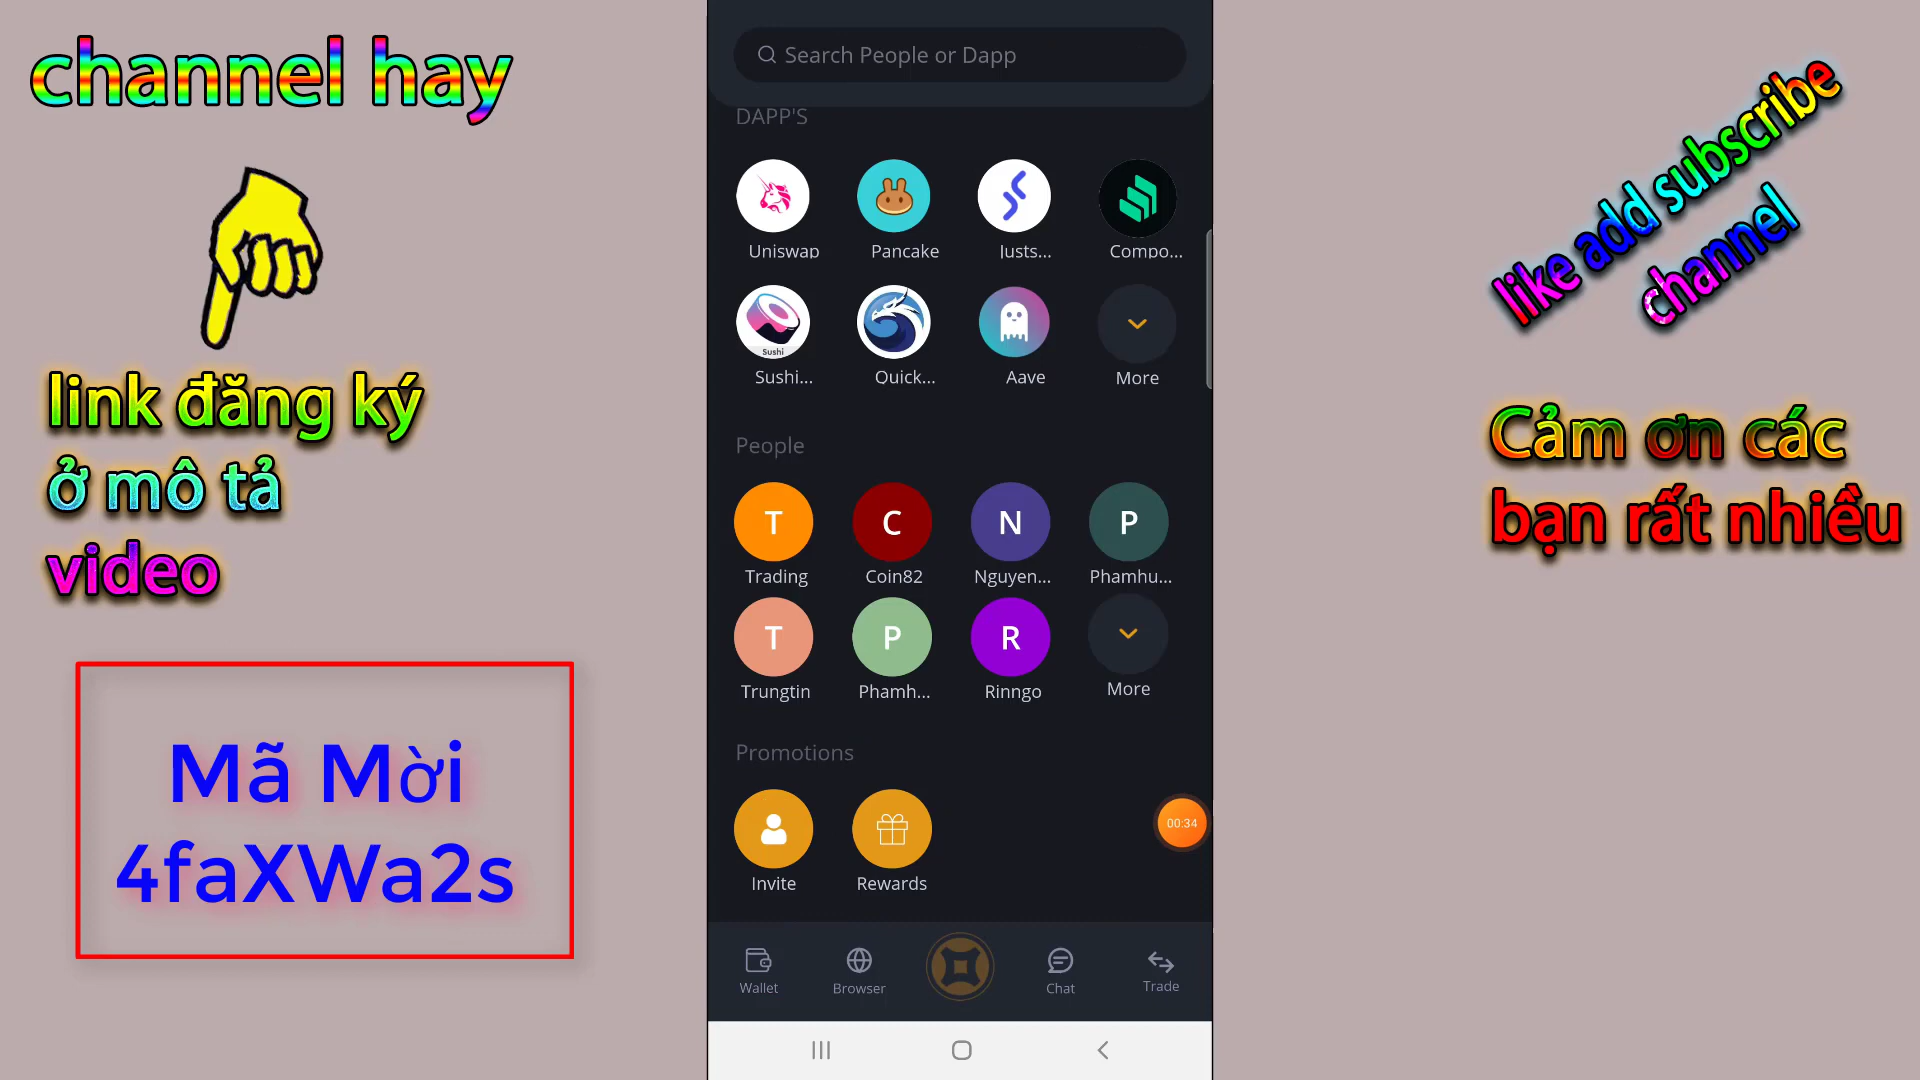 channel hay
link đăng ký
ở mô tả
video
Mã Mời
4faXWa2s
Search People or Dapp
DAPP'S
Uniswap
Pancake
Justs...
Compo...
Sushi
Sushi...
Quick...
Aave
More
People
T
C
N
P
Trading
Coin82
Nguyen...
Phamhu...
T
P
R
Trungtin
Phamh...
Rinngo
More
Promotions
Invite
Rewards
00:34
Wallet
Browser
Chat
Trade
like add subscribe
channel
Cảm ơn các
bạn rất nhiều